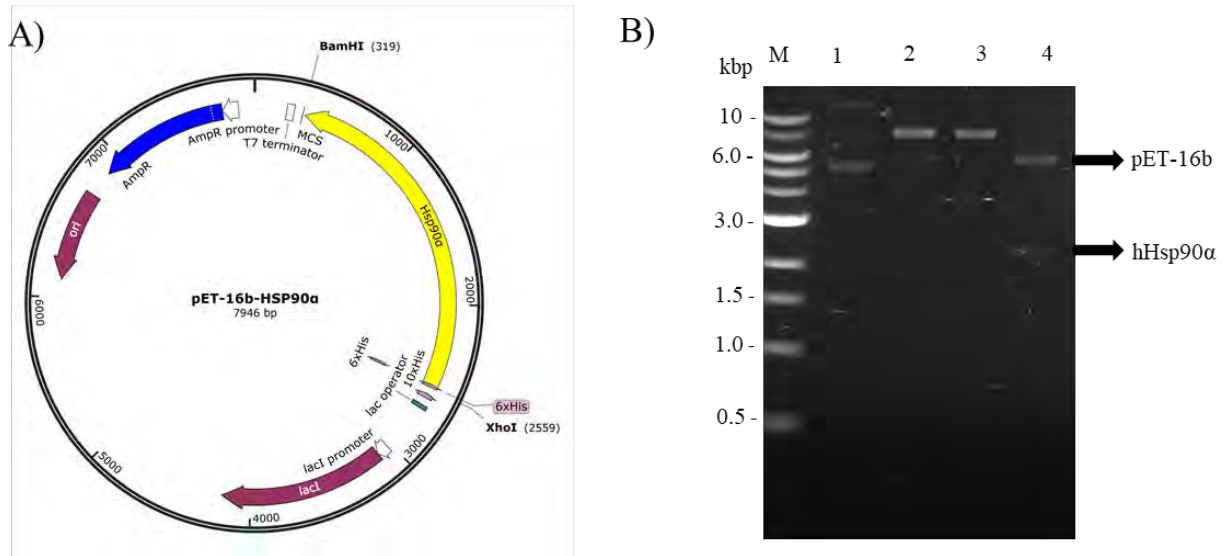 A)
BamHI (319)
AmpR promoter
T7 terminator
MCS
1000
7000
AmpR
Hsp90α
ori
2000
6000
pET-16b-HSP90α
7946 bp
6xHis
10xHis
lac operator
6xHis
XhoI (2559)
lacI promoter
3000
5000
lacI
4000
B)
kbp M 1 2 3 4
10 -
6.0 -
pET-16b
3.0 -
hHsp90α
1.5 -
1.0 -
0.5 -